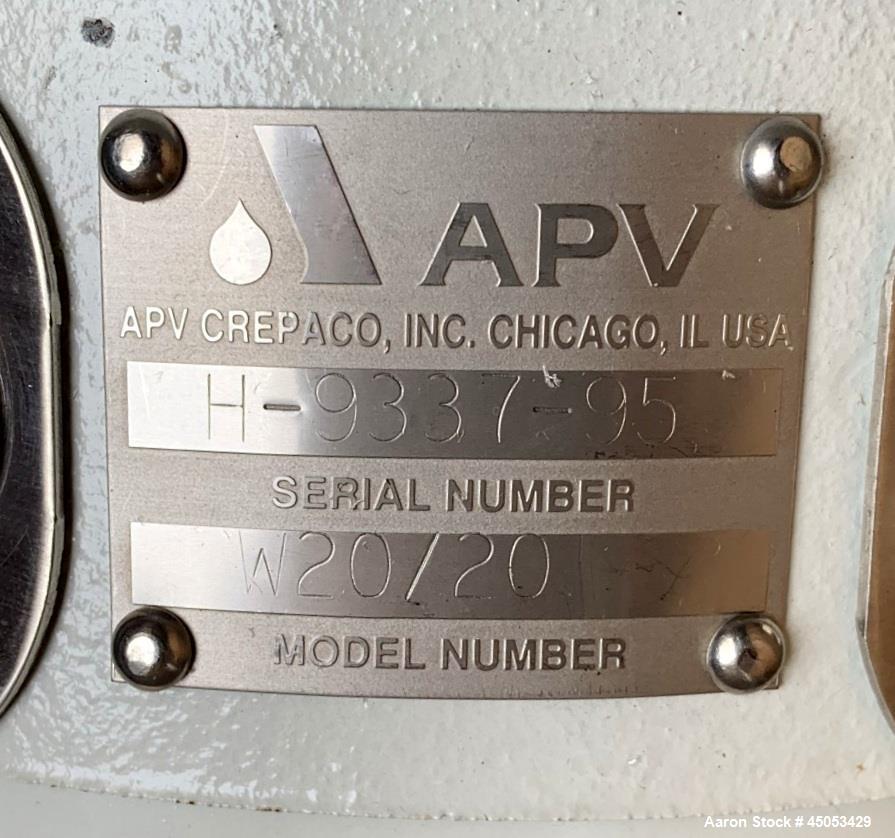 APV
APV CREPACO, INC. CHICAGO, IL USA
H-9337-95
SERIAL NUMBER
W20/20
MODEL NUMBER
Aaron Stock # 45053429